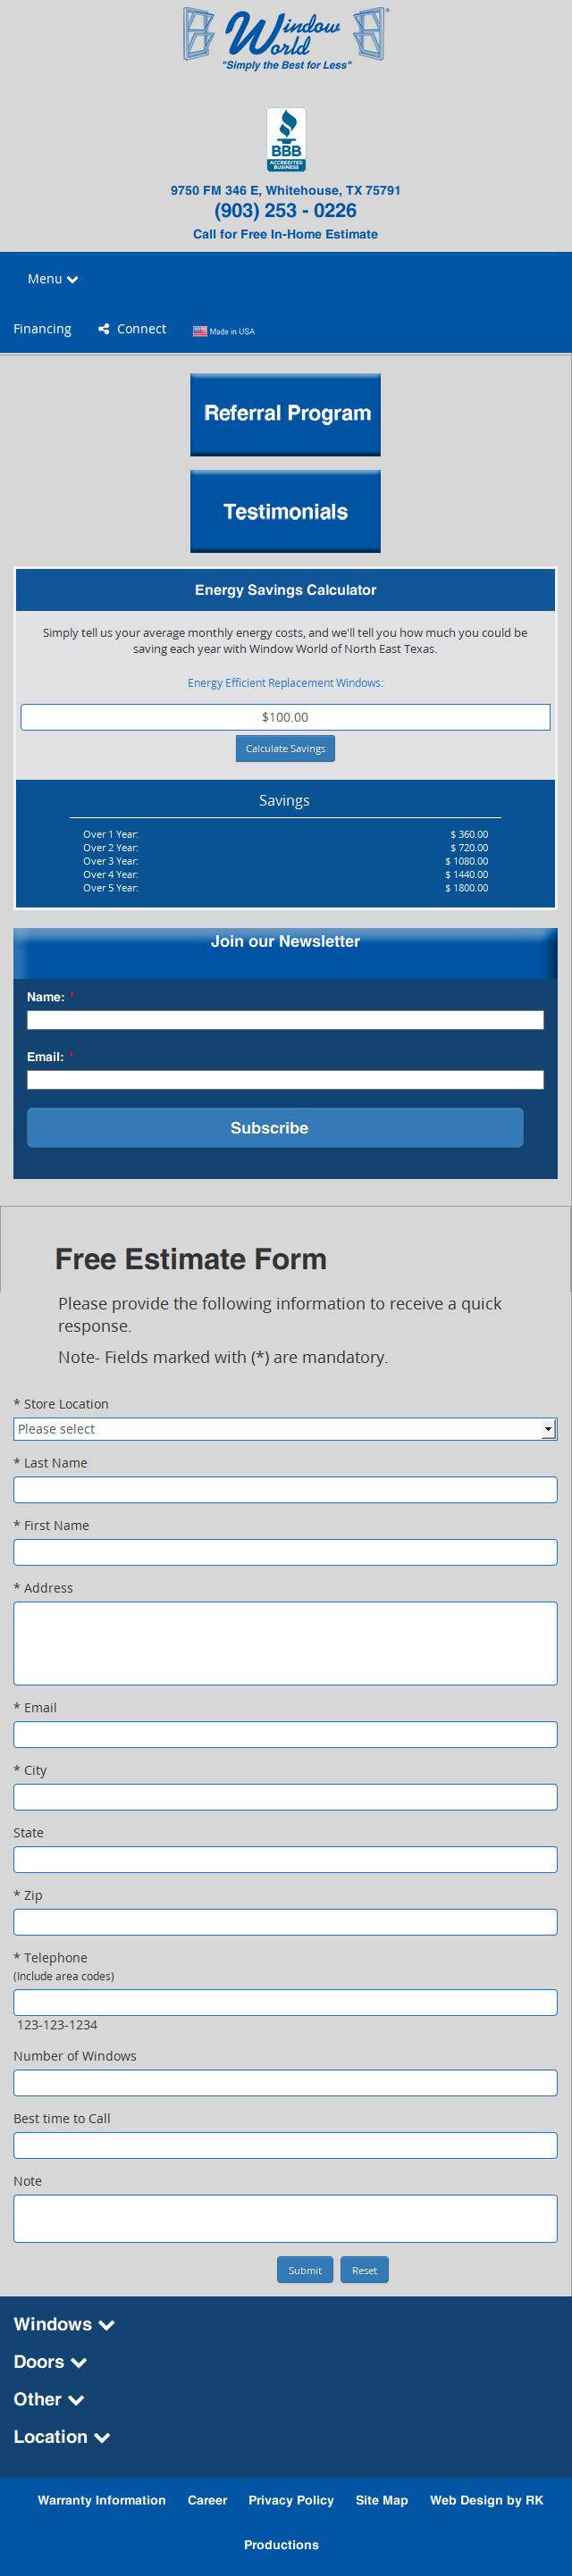 Window
World
"Simply the Best for Less"
BBB
ACCREDITED
BUSINESS
9750 FM 346 E, Whitehouse, TX 75791
(903) 253 - 0226
Call for Free In-Home Estimate
Menu
Financing Connect Made in USA
Referral Program
Testimonials
Energy Savings Calculator
Simply tell us your average monthly energy costs, and we'll tell you how much you could be
saving each year with Window World of North East Texas.
Energy Efficient Replacement Windows:
$100.00
Calculate Savings
Savings
Over 1 Year: $ 360.00
Over 2 Year: $ 720.00
Over 3 Year: $ 1080.00
Over 4 Year: $ 1440.00
Over 5 Year: $ 1800.00
Join our Newsletter
Name: *
Email: *
Subscribe
Free Estimate Form
Please provide the following information to receive a quick
response.
Note- Fields marked with (*) are mandatory.
* Store Location
Please select
* Last Name
* First Name
* Address
* Email
* City
State
* Zip
* Telephone
(Include area codes)
123-123-1234
Number of Windows
Best time to Call
Note
Submit Reset
Windows
Doors
Other
Location
Warranty Information Career Privacy Policy Site Map Web Design by RK
Productions